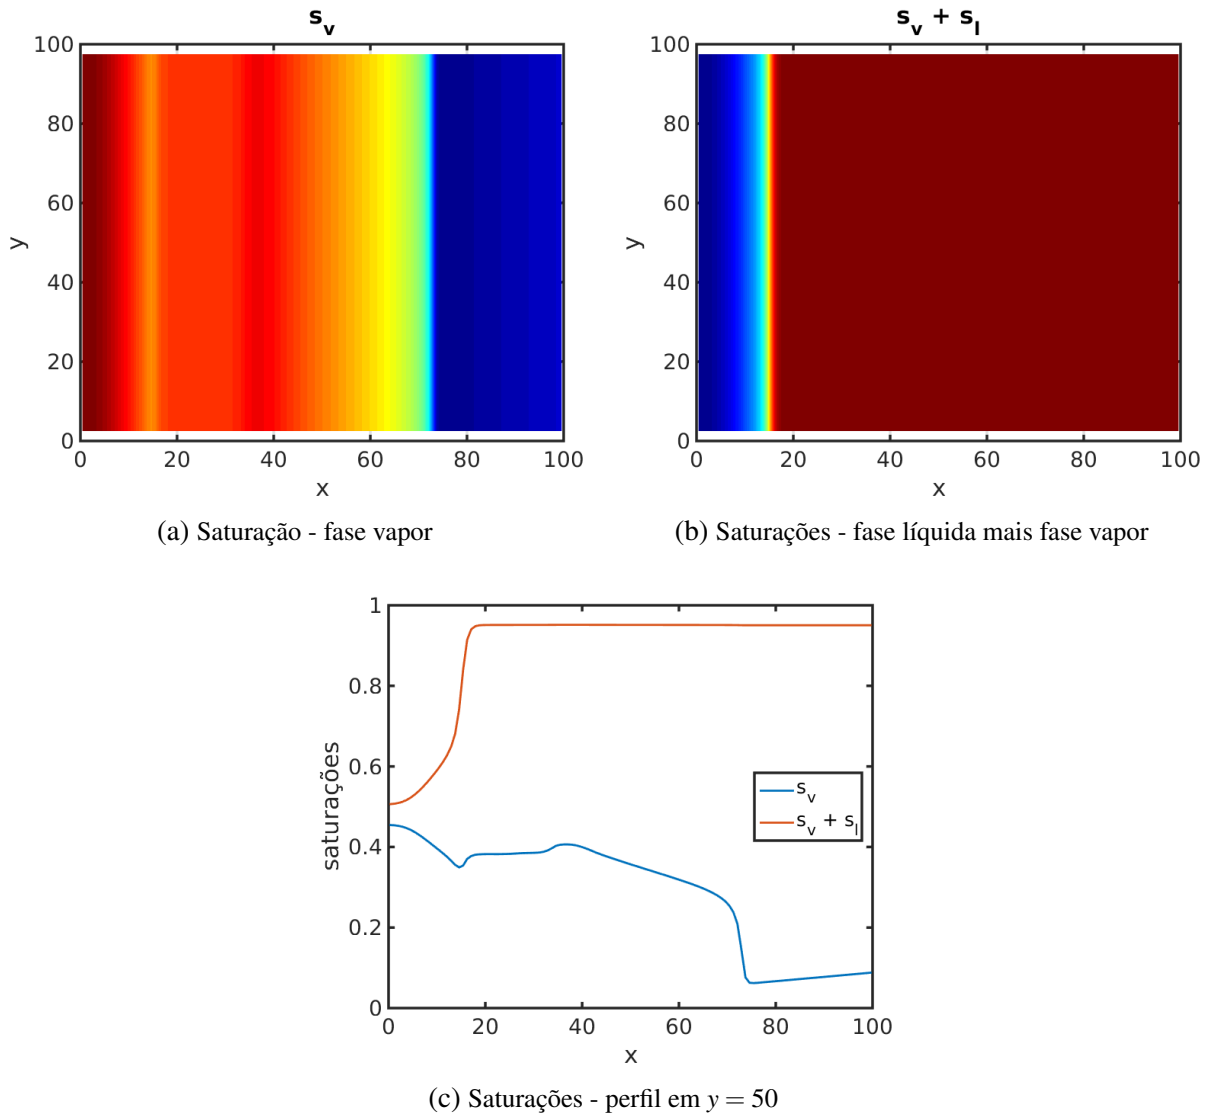 s_v
100
80
60
40
20
0
y
0 20 40 60 80 100
x
(a) Saturação - fase vapor
s_v + s_l
100
80
60
40
20
0
y
0 20 40 60 80 100
x
(b) Saturações - fase líquida mais fase vapor
1
0.8
0.6
0.4
0.2
0
saturações
s_v
s_v + s_l
0 20 40 60 80 100
x
(c) Saturações - perfil em y = 50